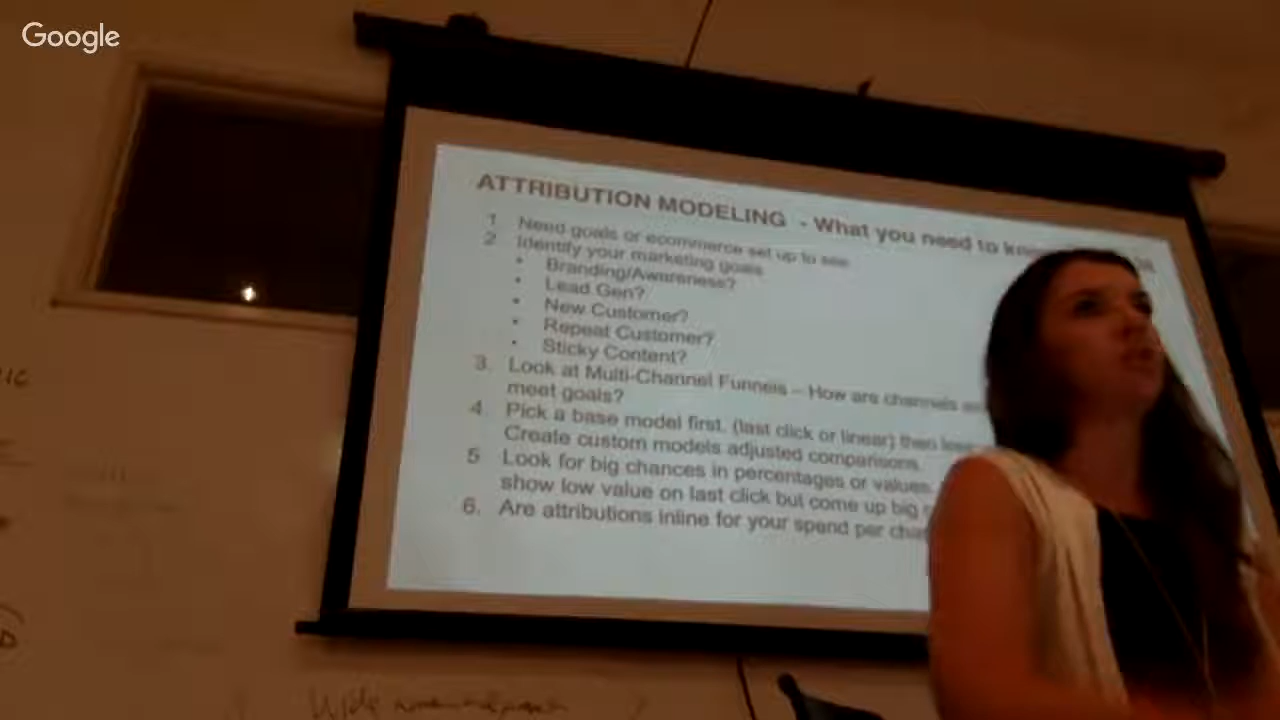 Google
ATTRIBUTION MODELING - What you need to
1. Need goals or ecommerce set up to see
2. Identify your marketing goals
• Branding/Awareness?
• Lead Gen?
• New Customer?
• Repeat Customer?
• Sticky Content?
3. Look at Multi-Channel Funnels – How are channels
meet goals?
4. Pick a base model first. (last click or linear) then
Create custom models adjusted comparisons.
5. Look for big chances in percentages or values.
show low value on last click but come up big
6. Are attributions inline for your spend per